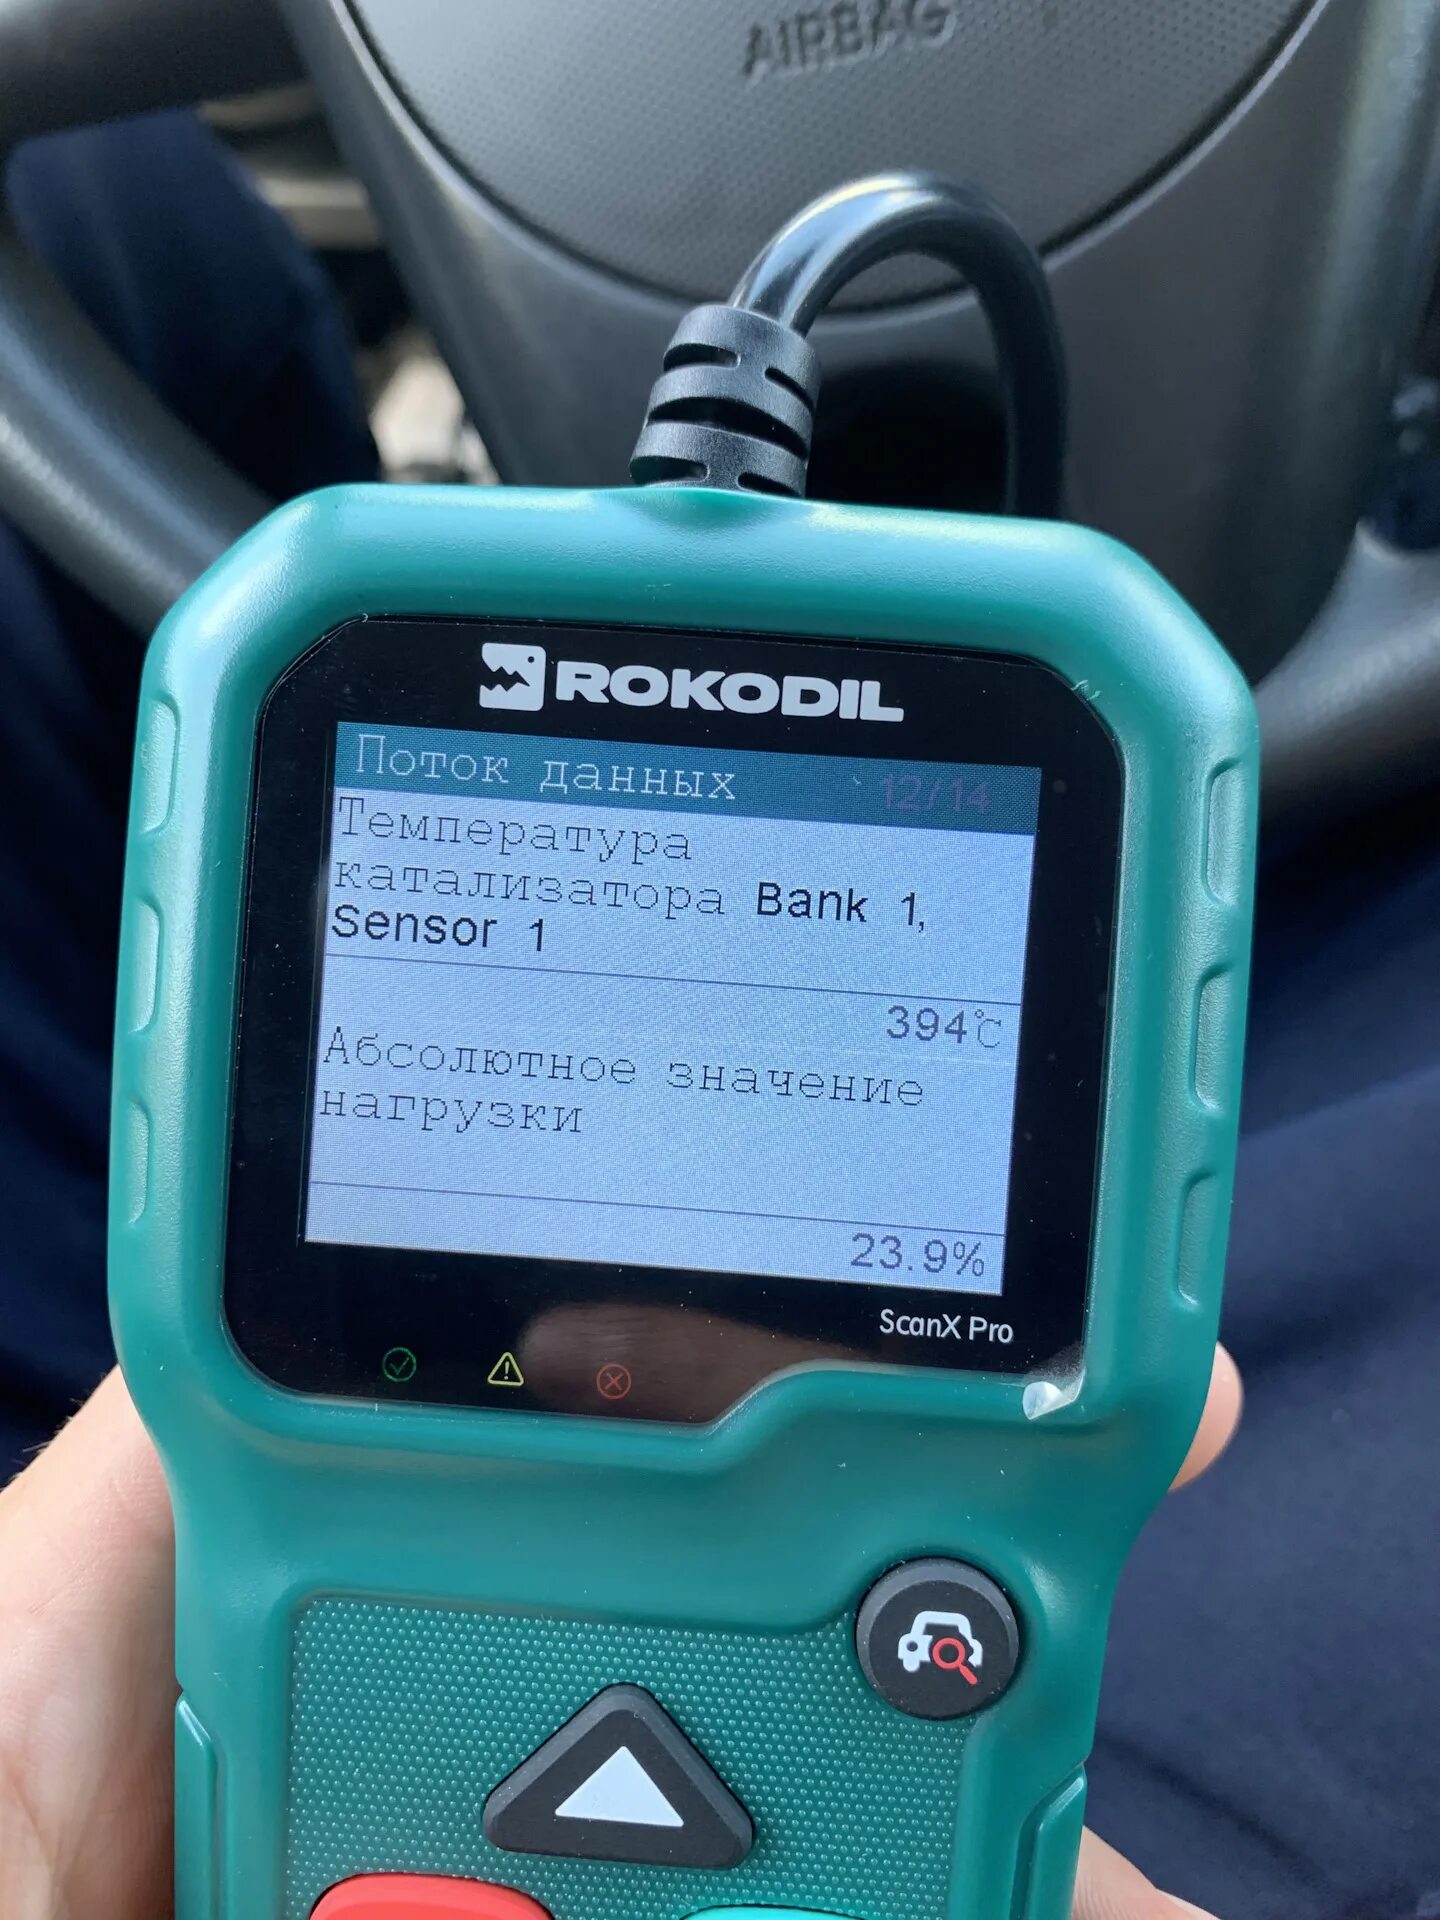 AIRBAG
ROKODIL
Поток данных 12/14
Температура
катализатора Bank 1,
Sensor 1
394℃
Абсолютное значение
нагрузки
23.9%
ScanX Pro